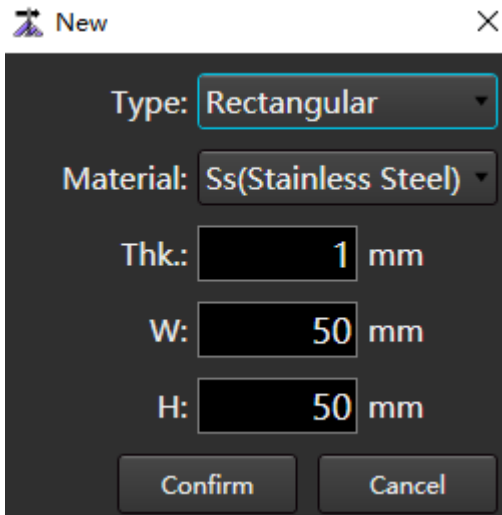 New
Type: Rectangular
Material: Ss(Stainless Steel)
Thk.: 1 mm
W: 50 mm
H: 50 mm
Confirm Cancel